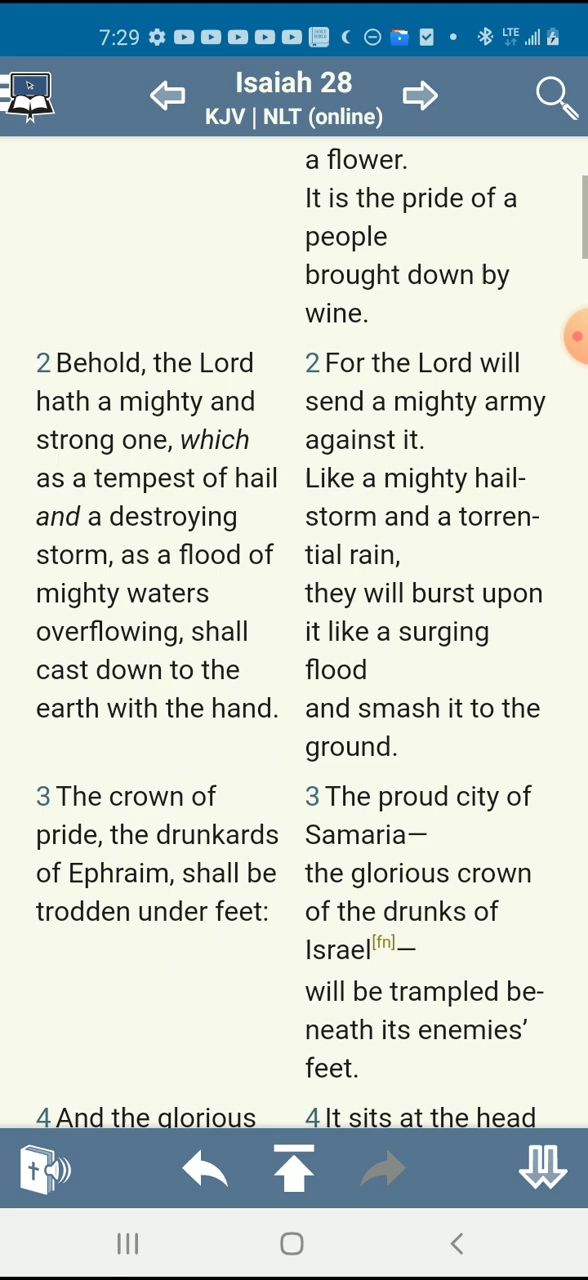 7:29
LTE
Isaiah 28
KJV | NLT (online)
a flower.
It is the pride of a
people
brought down by
wine.
2 Behold, the Lord
hath a mighty and
strong one, which
as a tempest of hail
and a destroying
storm, as a flood of
mighty waters
overflowing, shall
cast down to the
earth with the hand.
2 For the Lord will
send a mighty army
against it.
Like a mighty hail-
storm and a torren-
tial rain,
they will burst upon
it like a surging
flood
and smash it to the
ground.
3 The crown of
pride, the drunkards
of Ephraim, shall be
trodden under feet:
3 The proud city of
Samaria—
the glorious crown
of the drunks of
Israel[fn]—
will be trampled be-
neath its enemies’
feet.
4 And the glorious
4 It sits at the head